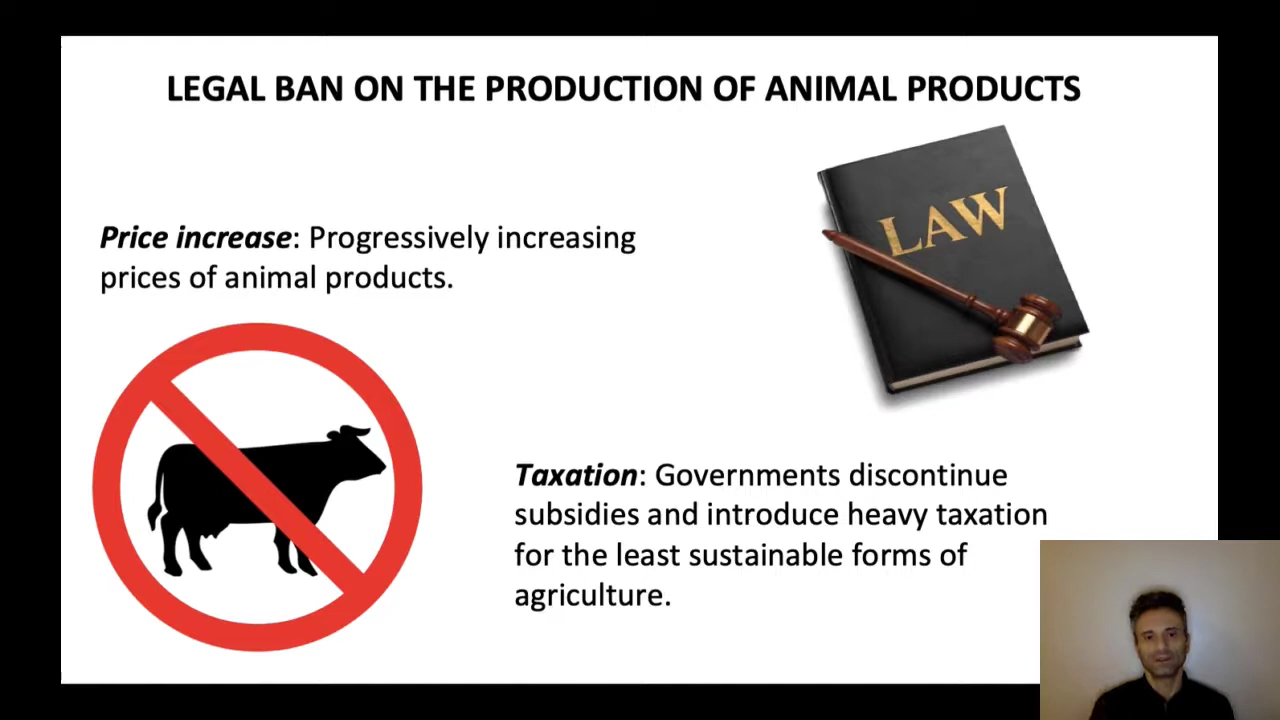 LEGAL BAN ON THE PRODUCTION OF ANIMAL PRODUCTS
LAW
Price increase: Progressively increasing
prices of animal products.
Taxation: Governments discontinue
subsidies and introduce heavy taxation
for the least sustainable forms of
agriculture.